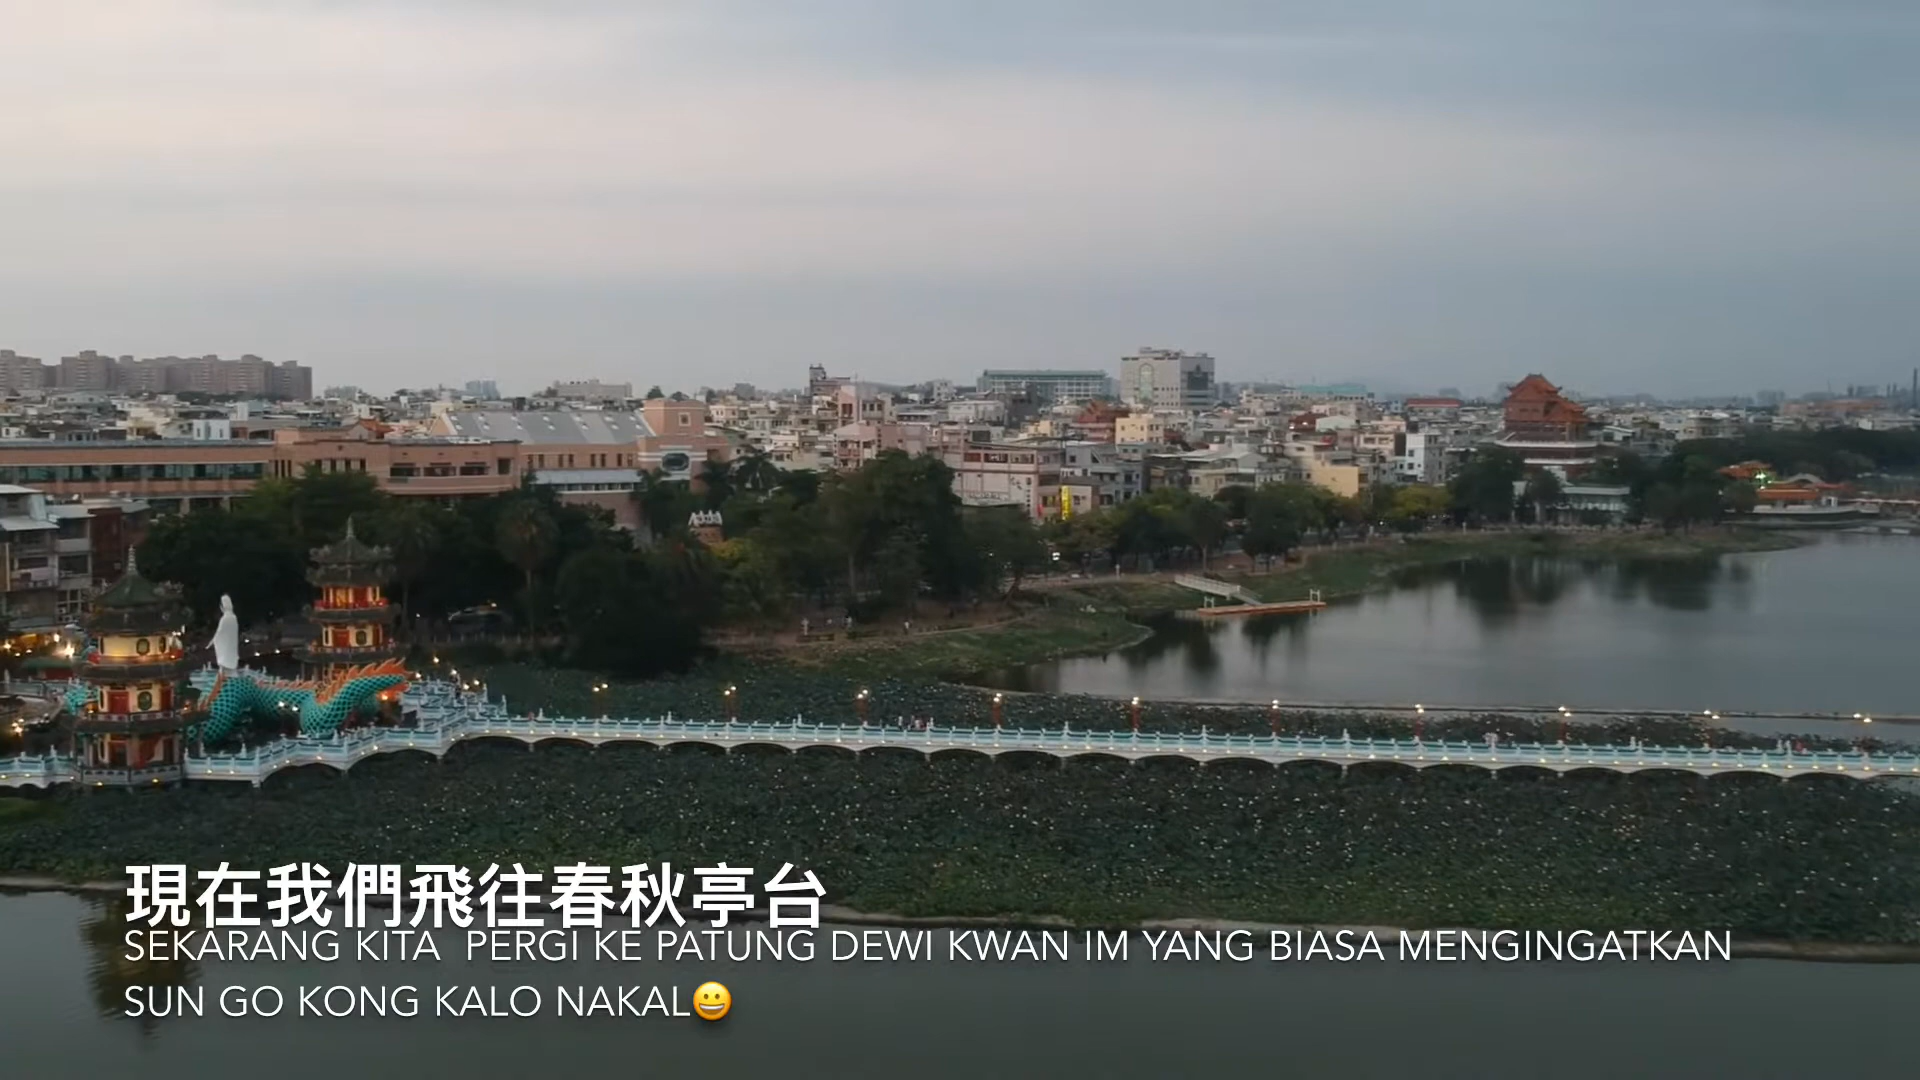 現在我們飛往春秋亭台
SEKARANG KITA  PERGI KE PATUNG DEWI KWAN IM YANG BIASA MENGINGATKAN
SUN GO KONG KALO NAKAL😀